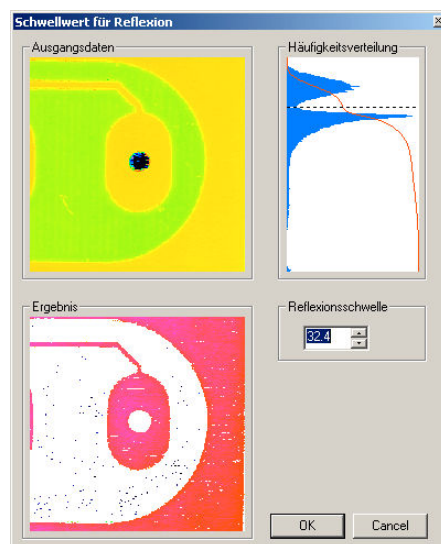 Schwellwert für Reflexion
Ausgangsdaten
Häufigkeitsverteilung
Ergebnis
Reflexionsschwelle
32.4
OK
Cancel